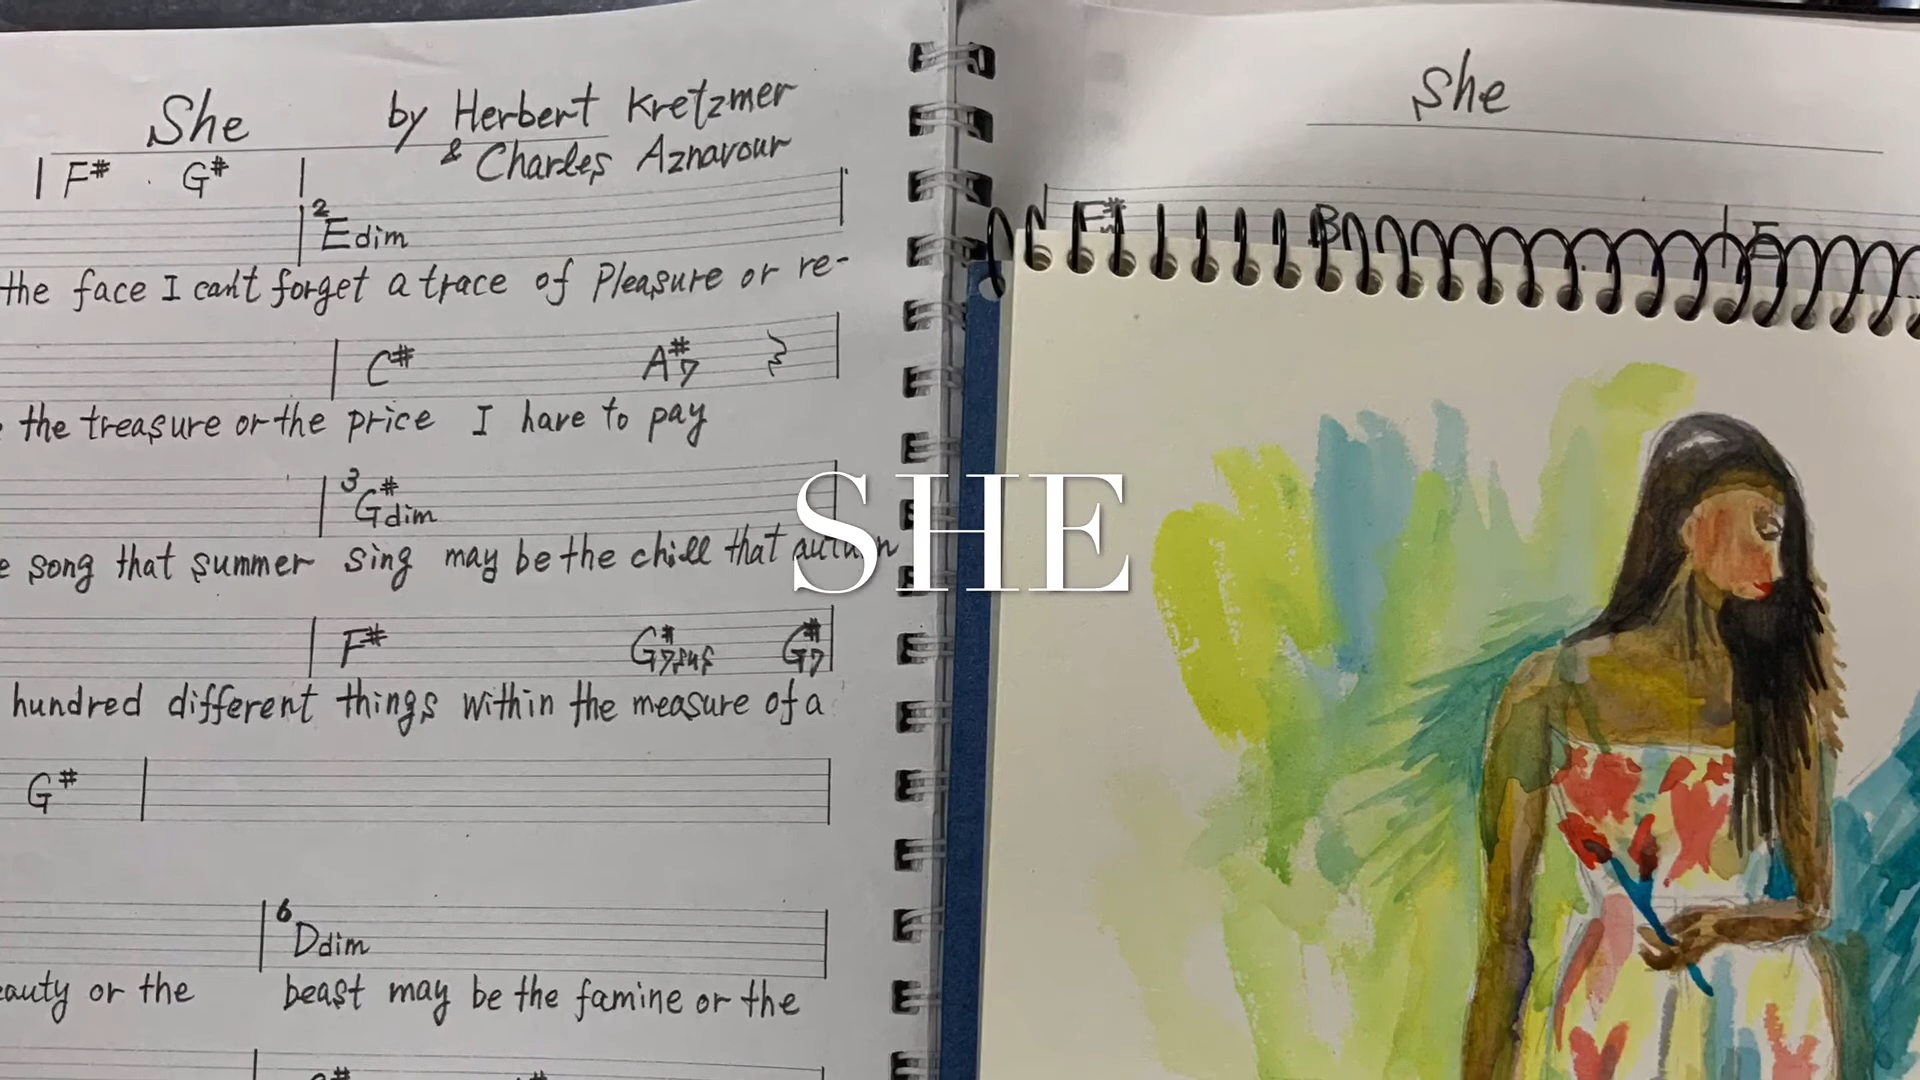 She by Herbert Kretzmer
& Charles Aznavour
F# G#
2 Edim
the face I can't forget a trace of Pleasure or re-
C# A#7
the treasure or the price I have to pay
3 G#dim
song that summer sing may be the chill that autumn
F# G#7sus G#7
hundred different things within the measure of a
G#
6 Ddim
or the beast may be the famine or the
She
F# B E
SHE